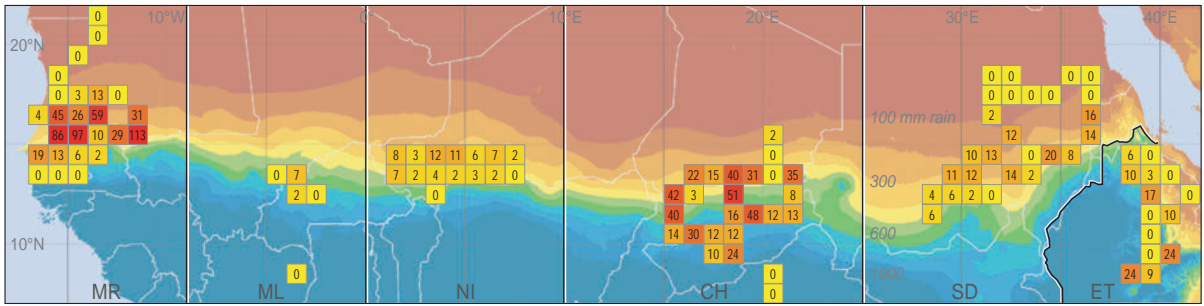 10°W 0° 10°E 20°E 30°E 40°E
0
0
20°N 0
0 0 0 0 0
0 3 13 0 0 0 0 0 0
4 45 26 59 31 2 100 mm rain 2 16
86 97 10 29 113 2 12 14
19 13 6 2 8 3 12 11 6 7 2 0 10 13 0 20 8 6 0
0 0 0 0 7 7 2 4 2 3 2 0 22 15 40 31 0 35 300 11 12 14 2 10 3 0
2 0 0 42 3 51 8 4 6 2 0 17 0
40 16 48 12 13 6 0 10
10°N 14 30 12 12 600 0
10 24 0 24
0 0 1000 24 9
0
MR ML NI CH SD ET